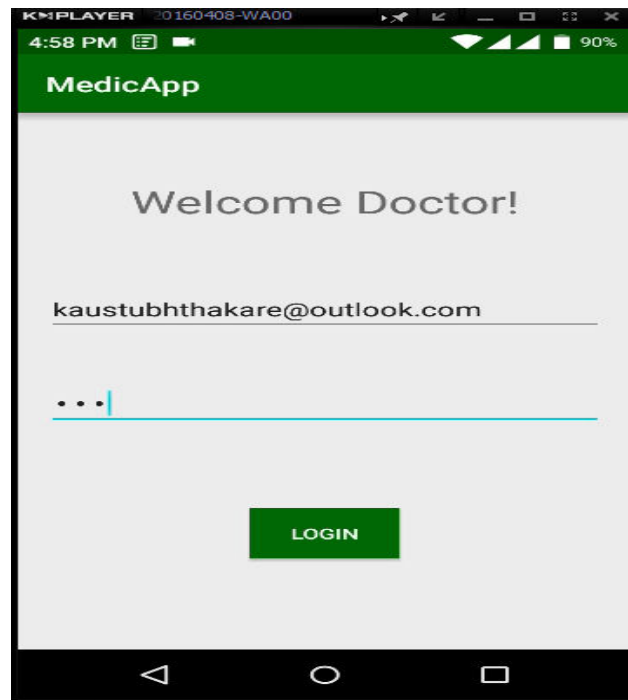 KMPLAYER 20160408-WA00
4:58 PM 90%
MedicApp
Welcome Doctor!
kaustubhthakare@outlook.com
•••
LOGIN